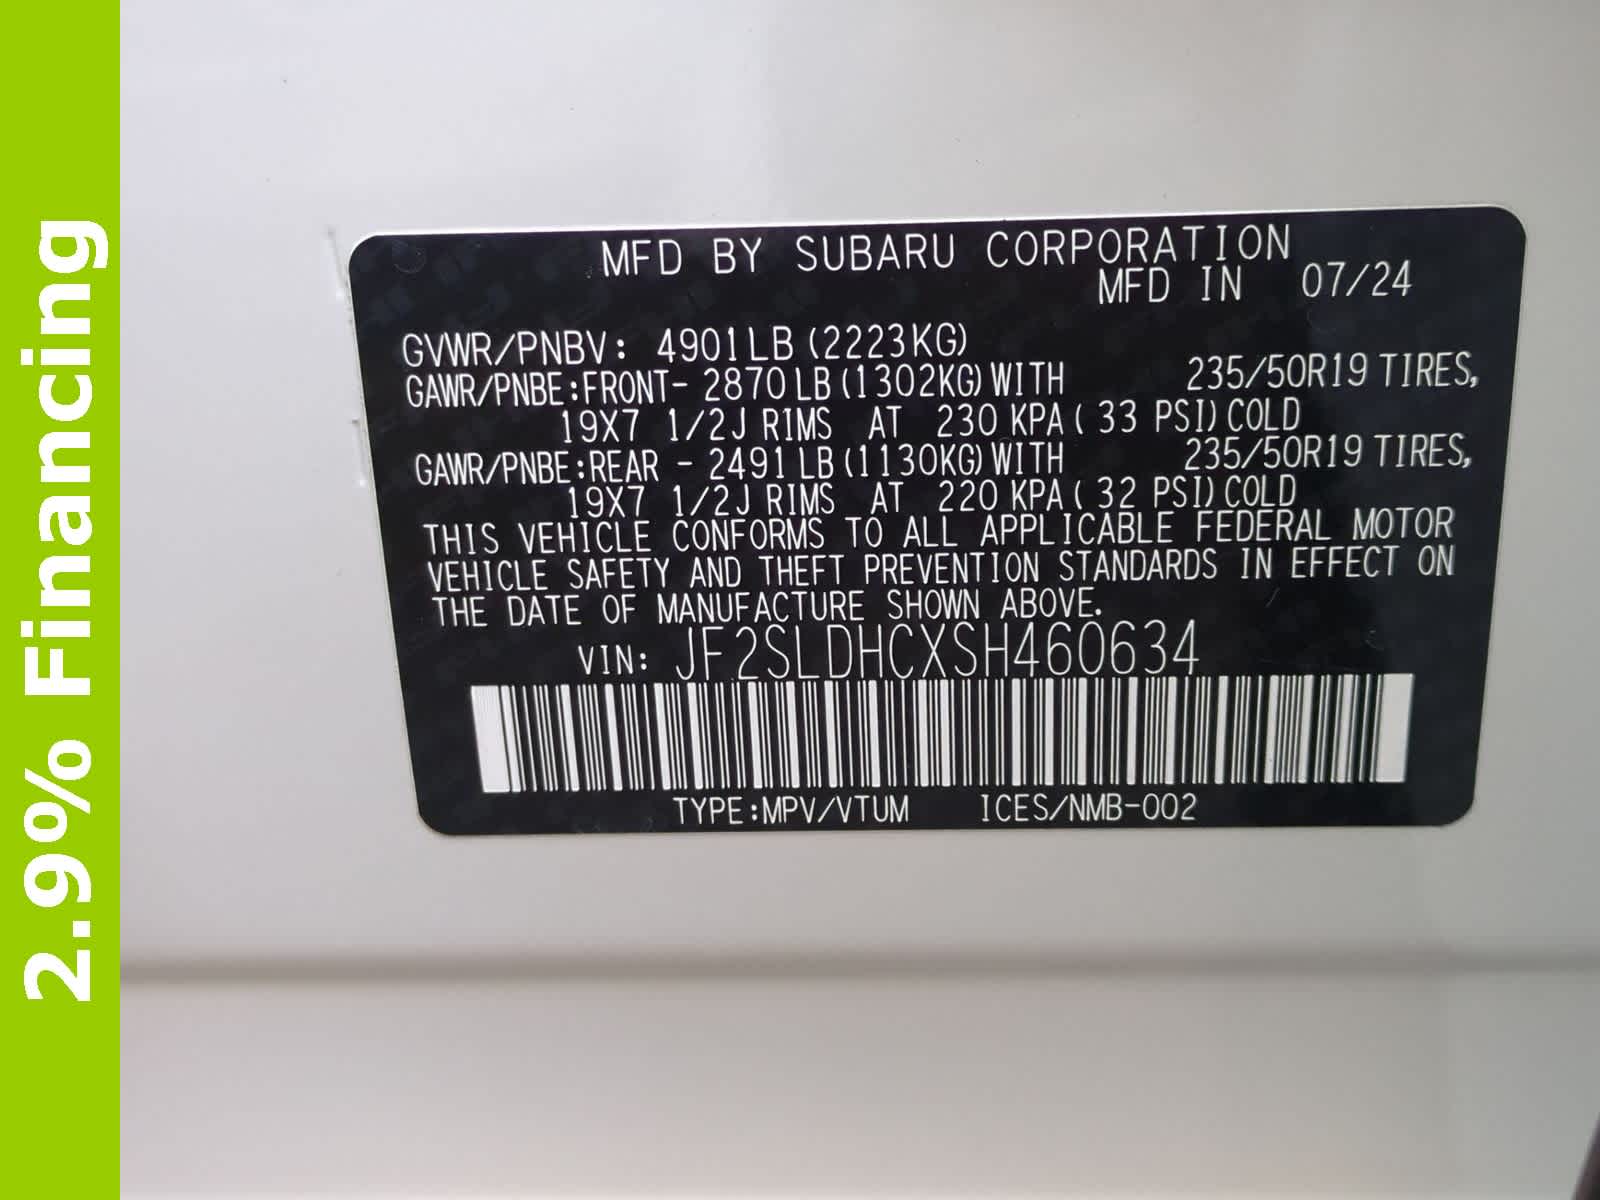 2.9% Financing
MFD BY SUBARU CORPORATION
MFD IN 07/24
GVWR/PNBV: 4901LB (2223KG)
GAWR/PNBE:FRONT- 2870LB (1302KG) WITH 235/50R19 TIRES,
19X7 1/2J RIMS AT 230 KPA ( 33 PSI) COLD
GAWR/PNBE:REAR - 2491LB (1130KG) WITH 235/50R19 TIRES,
19X7 1/2J RIMS AT 220 KPA ( 32 PSI) COLD
THIS VEHICLE CONFORMS TO ALL APPLICABLE FEDERAL MOTOR
VEHICLE SAFETY AND THEFT PREVENTION STANDARDS IN EFFECT ON
THE DATE OF MANUFACTURE SHOWN ABOVE.
VIN: JF2SLDHCXSH460634
TYPE:MPV/VTUM ICES/NMB-002